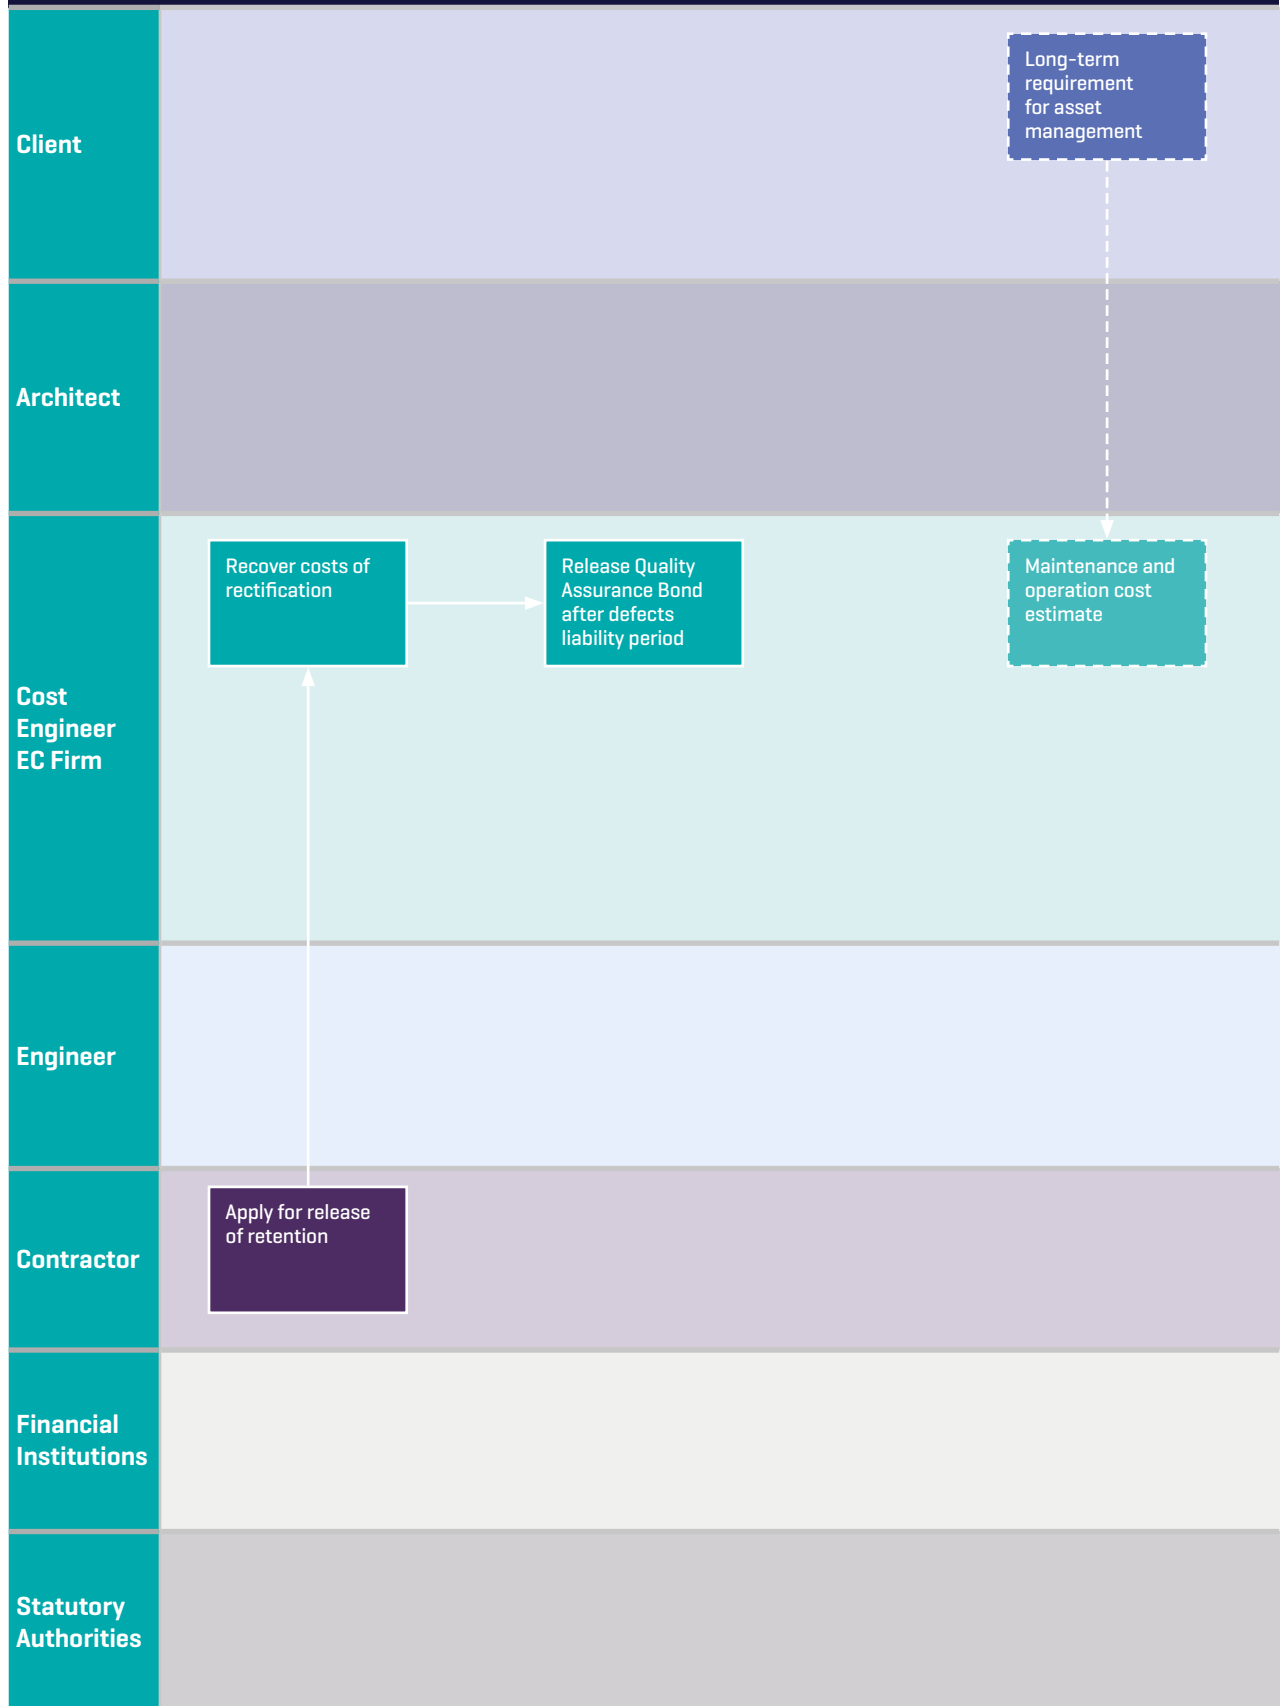 Client
Long-term
requirement
for asset
management
Architect
Cost
Engineer
EC Firm
Recover costs of
rectification
Release Quality
Assurance Bond
after defects
liability period
Maintenance and
operation cost
estimate
Engineer
Contractor
Apply for release
of retention
Financial
Institutions
Statutory
Authorities